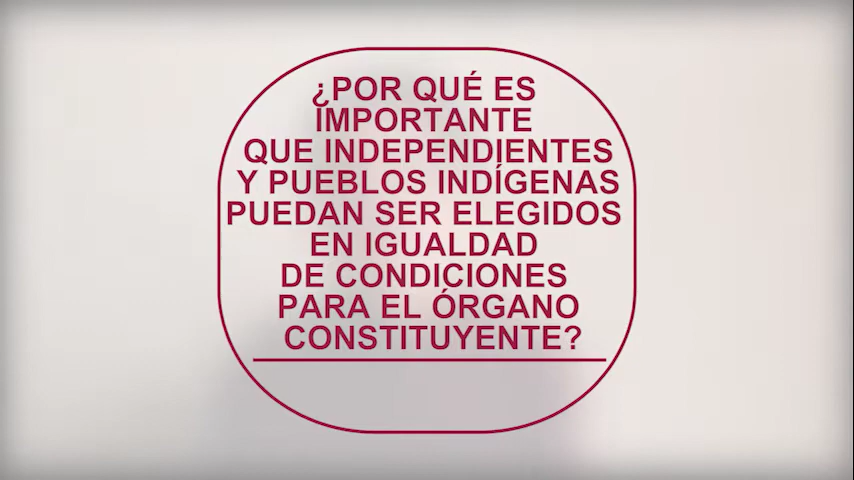 ¿POR QUÉ ES
IMPORTANTE
QUE INDEPENDIENTES
Y PUEBLOS INDÍGENAS
PUEDAN SER ELEGIDOS
EN IGUALDAD
DE CONDICIONES
PARA EL ÓRGANO
CONSTITUYENTE?